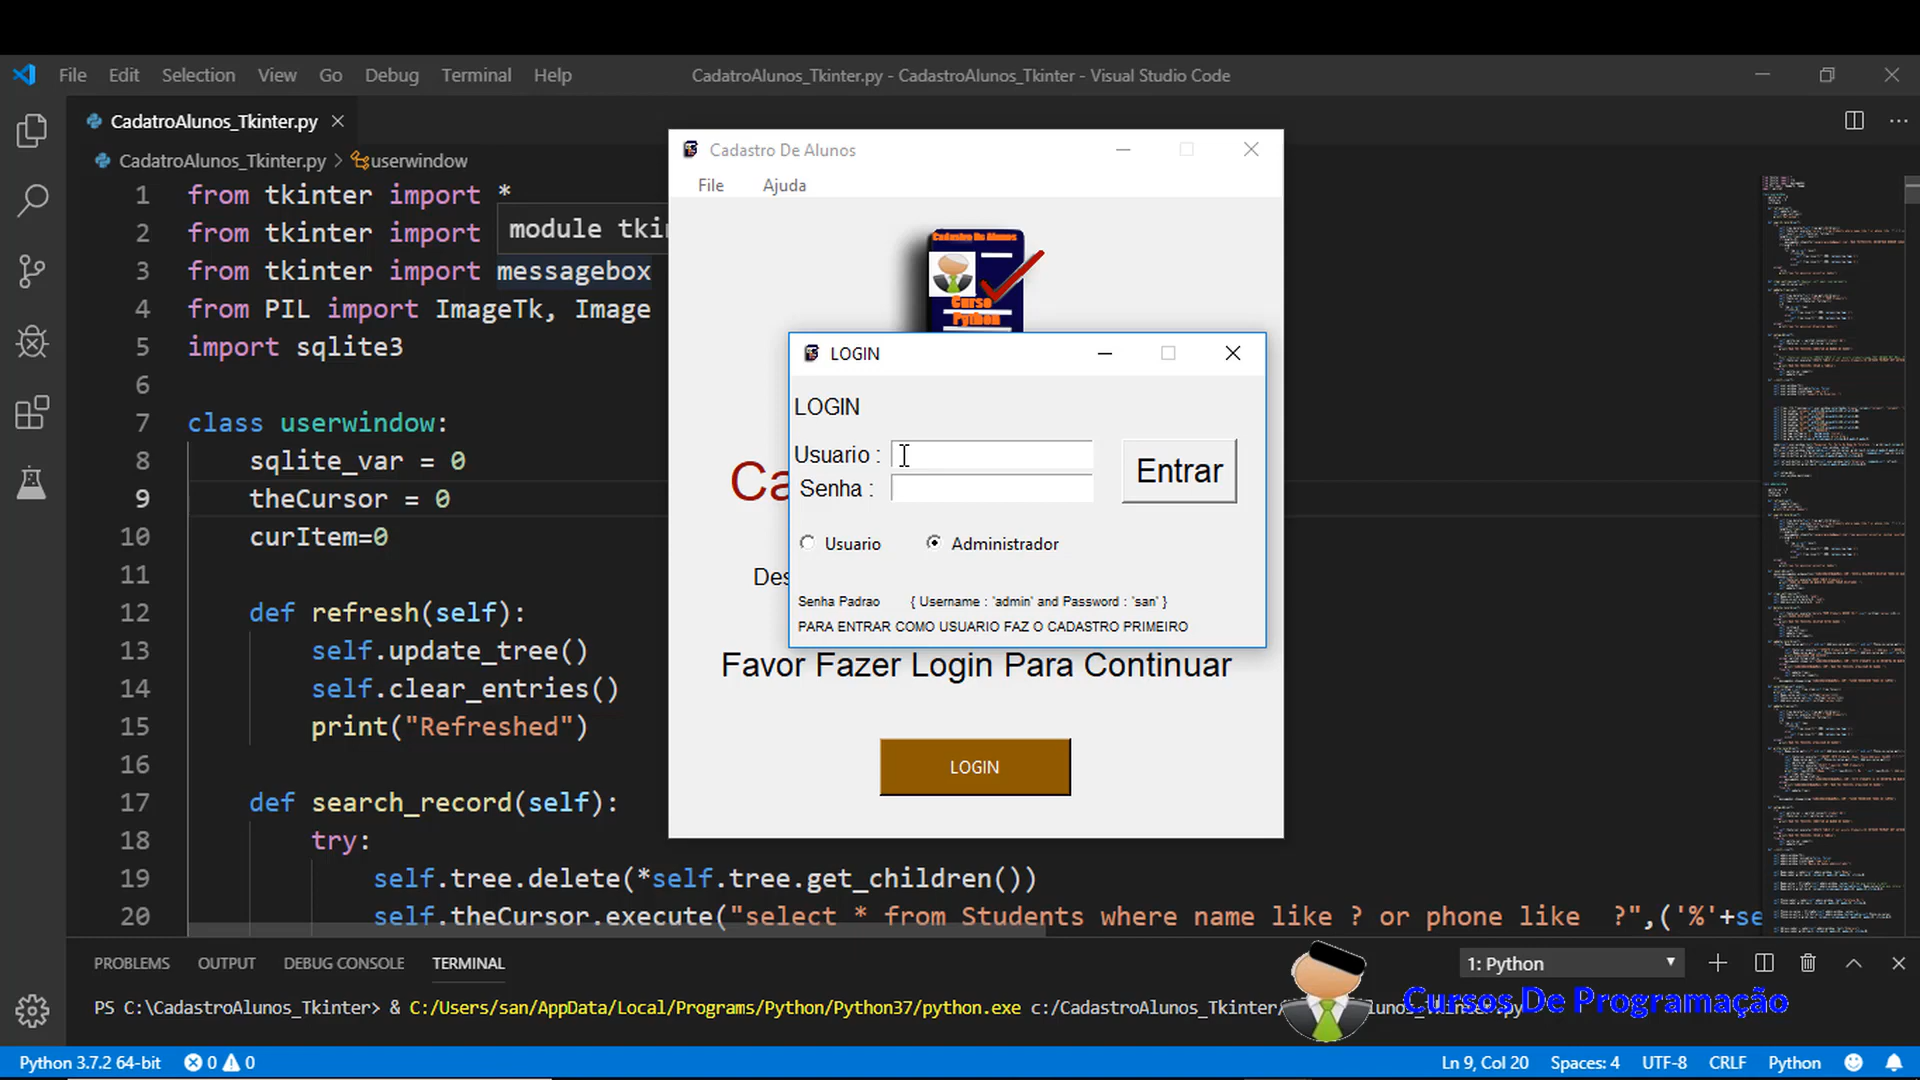 File Edit Selection View Go Debug Terminal Help
CadatroAlunos_Tkinter.py - CadastroAlunos_Tkinter - Visual Studio Code
CadatroAlunos_Tkinter.py
CadatroAlunos_Tkinter.py > userwindow
1 from tkinter import *
2 from tkinter import
module tkin
3 from tkinter import messagebox
4 from PIL import ImageTk, Image
5 import sqlite3
6
7 class userwindow:
8 sqlite_var = 0
9 theCursor = 0
10 curItem=0
11
12 def refresh(self):
13 self.update_tree()
14 self.clear_entries()
15 print("Refreshed")
16
17 def search_record(self):
18 try:
19 self.tree.delete(*self.tree.get_children())
20 self.theCursor.execute("select * from Students where name like ? or phone like ?",('%'+se
Cadastro De Alunos
File Ajuda
Cadastro De Alunos
Curso
Python
Ca
Des
LOGIN
LOGIN
Usuario :
Senha :
Entrar
Usuario Administrador
Senha Padrao { Username : 'admin' and Password : 'san' }
PARA ENTRAR COMO USUARIO FAZ O CADASTRO PRIMEIRO
Favor Fazer Login Para Continuar
LOGIN
PROBLEMS OUTPUT DEBUG CONSOLE TERMINAL
1: Python
PS C:\CadastroAlunos_Tkinter> & C:/Users/san/AppData/Local/Programs/Python/Python37/python.exe c:/CadastroAlunos_Tkinter/
Cursos De Programação
Python 3.7.2 64-bit 0 0
Ln 9, Col 20 Spaces: 4 UTF-8 CRLF Python